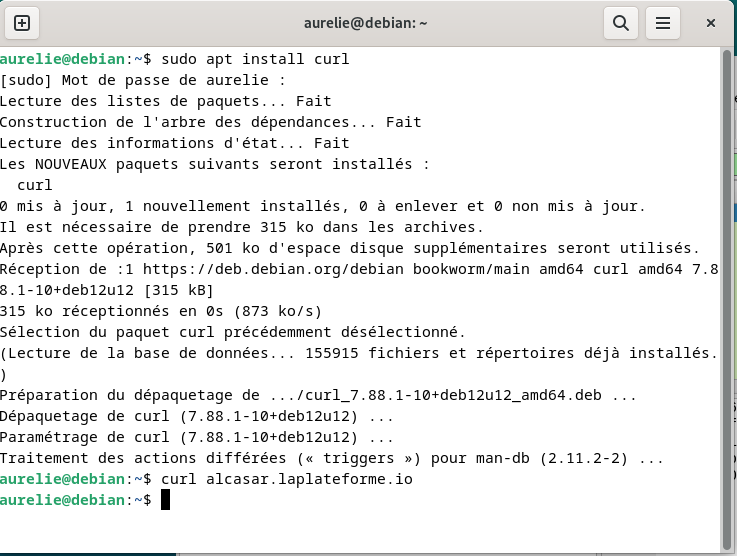 aurelie@debian: ~
aurelie@debian:~$ sudo apt install curl
[sudo] Mot de passe de aurelie :
Lecture des listes de paquets... Fait
Construction de l'arbre des dépendances... Fait
Lecture des informations d'état... Fait
Les NOUVEAUX paquets suivants seront installés :
  curl
0 mis à jour, 1 nouvellement installés, 0 à enlever et 0 non mis à jour.
Il est nécessaire de prendre 315 ko dans les archives.
Après cette opération, 501 ko d'espace disque supplémentaires seront utilisés.
Réception de :1 https://deb.debian.org/debian bookworm/main amd64 curl amd64 7.8
8.1-10+deb12u12 [315 kB]
315 ko réceptionnés en 0s (873 ko/s)
Sélection du paquet curl précédemment désélectionné.
(Lecture de la base de données... 155915 fichiers et répertoires déjà installés.
)
Préparation du dépaquetage de .../curl_7.88.1-10+deb12u12_amd64.deb ...
Dépaquetage de curl (7.88.1-10+deb12u12) ...
Paramétrage de curl (7.88.1-10+deb12u12) ...
Traitement des actions différées (« triggers ») pour man-db (2.11.2-2) ...
aurelie@debian:~$ curl alcasar.laplateforme.io
aurelie@debian:~$